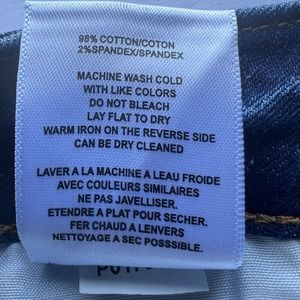 98% COTTON/COTON
2%SPANDEX/SPANDEX
MACHINE WASH COLD
WITH LIKE COLORS
DO NOT BLEACH
LAY FLAT TO DRY
WARM IRON ON THE REVERSE SIDE
CAN BE DRY CLEANED
LAVER A LA MACHINE A LEAU FROIDE
AVEC COULEURS SIMILAIRES
NE PAS JAVELLISER.
ETENDRE A PLAT POUR SECHER.
FER CHAUD A LENVERS
NETTOYAGE A SEC POSSSIBLE.